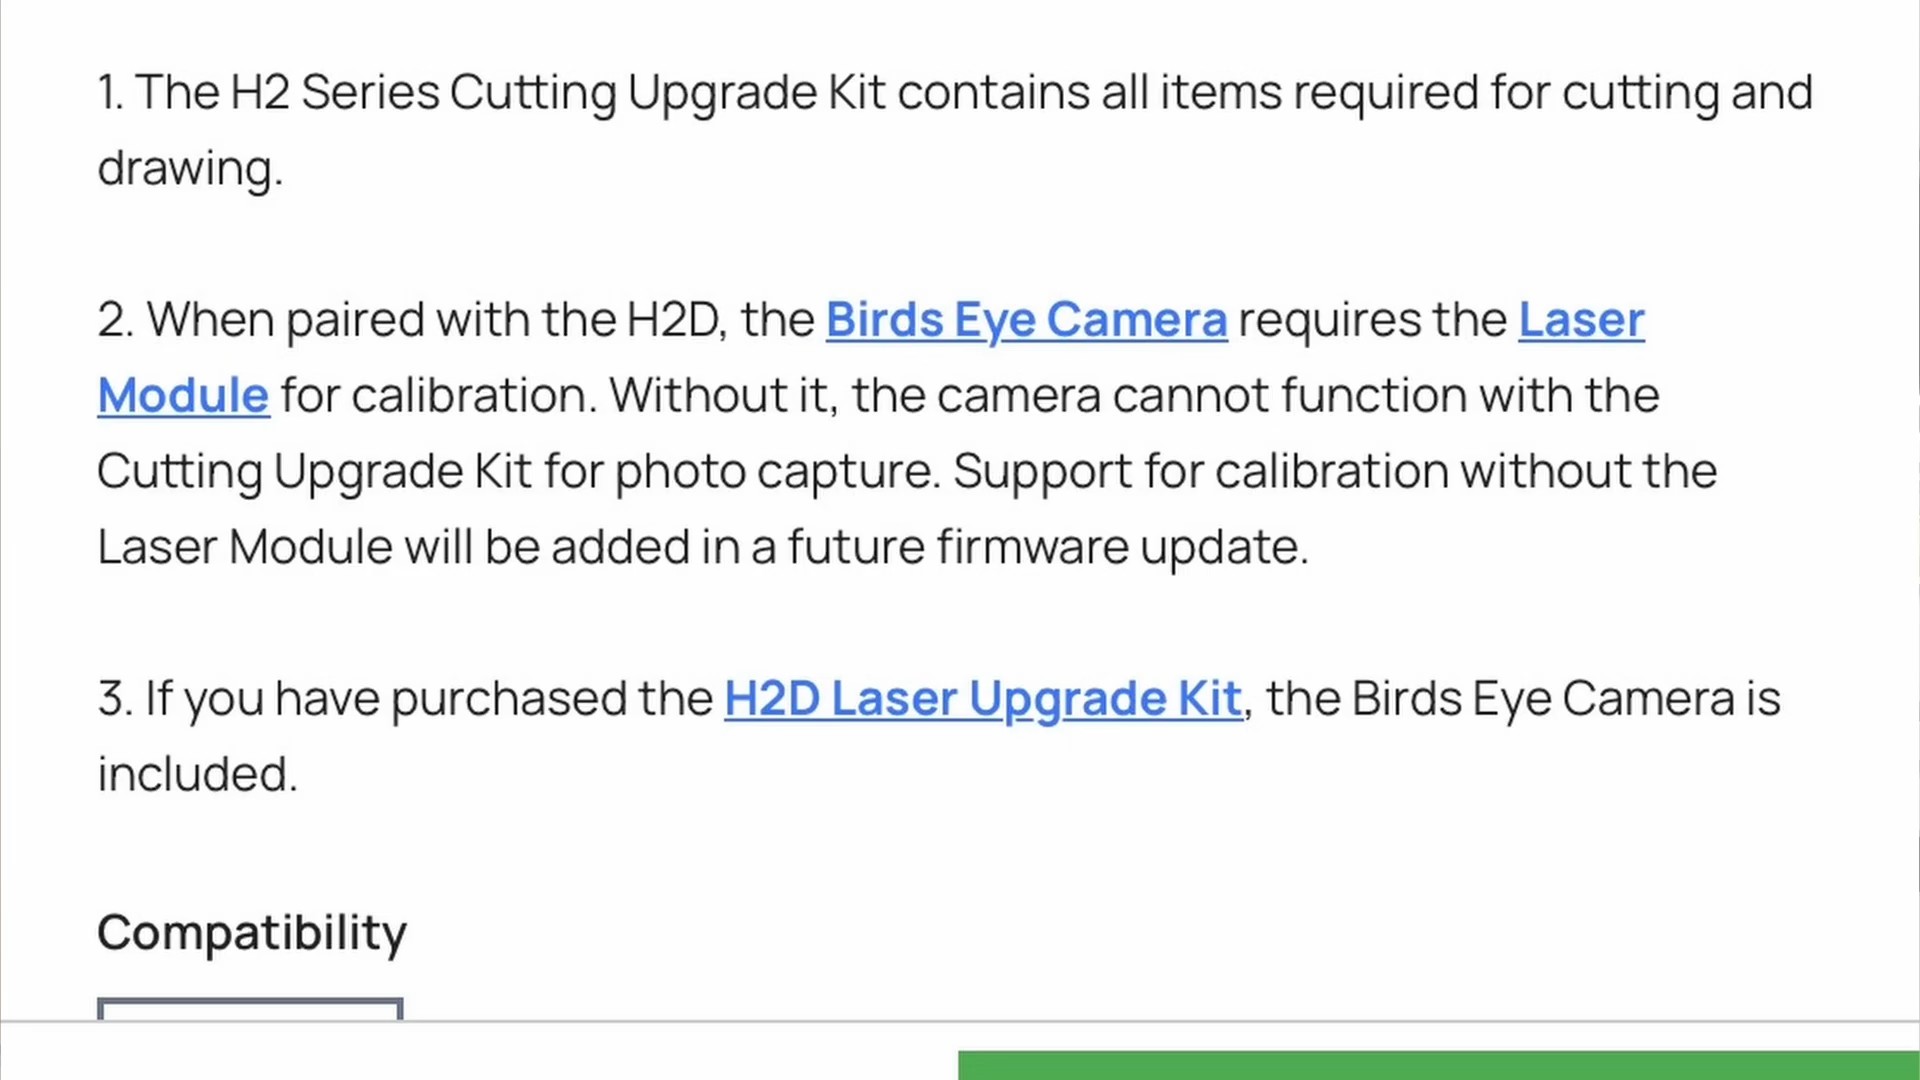 1. The H2 Series Cutting Upgrade Kit contains all items required for cutting and
drawing.
2. When paired with the H2D, the Birds Eye Camera requires the Laser
Module for calibration. Without it, the camera cannot function with the
Cutting Upgrade Kit for photo capture. Support for calibration without the
Laser Module will be added in a future firmware update.
3. If you have purchased the H2D Laser Upgrade Kit, the Birds Eye Camera is
included.
Compatibility